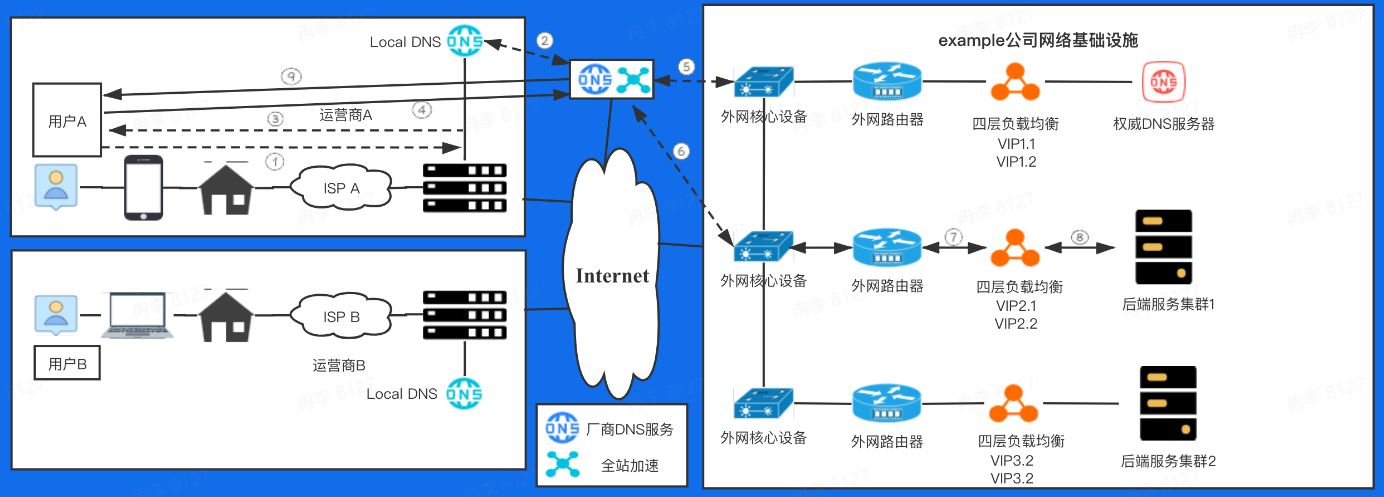 Local DNS
DNS
②
⑨
④
用户A
运营商A
③
①
ISP A
用户B
ISP B
运营商B
Local DNS
DNS
DNS
⑤
⑥
Internet
DNS
厂商DNS服务
全站加速
example公司网络基础设施
DNS
外网核心设备
外网路由器
四层负载均衡
VIP1.1
VIP1.2
权威DNS服务器
⑦
⑧
外网核心设备
外网路由器
四层负载均衡
VIP2.1
VIP2.2
后端服务集群1
外网核心设备
外网路由器
四层负载均衡
VIP3.2
VIP3.2
后端服务集群2
冉李 8127